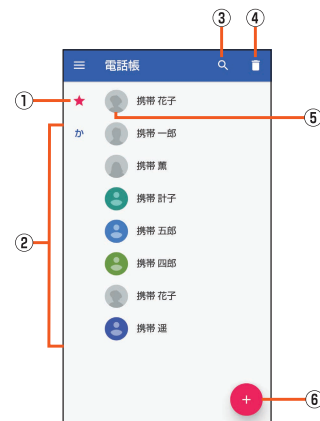 ③ ④
電話帳
① 携帯 花子
⑤
か 携帯 一郎
携帯 薫
携帯 計子
② 携帯 五郎
携帯 四郎
携帯 花子
携帯 遥
⑥